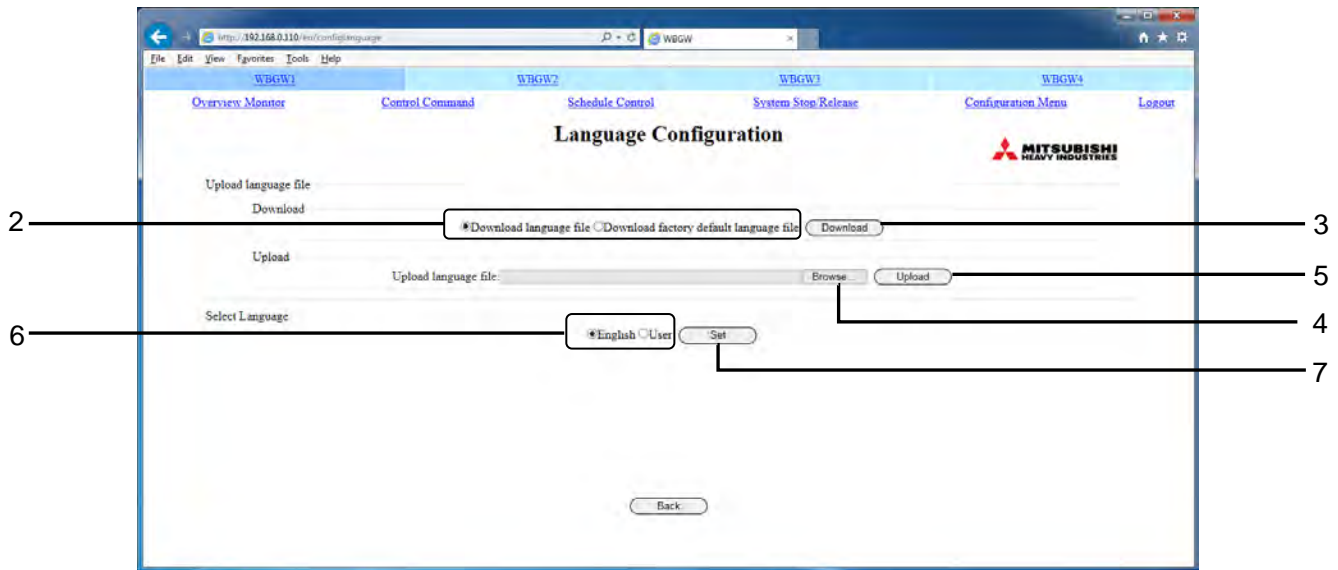 http://192.168.0.110/en/configlanguage WBGW
File Edit View Favorites Tools Help
WBGW1 WBGW2 WBGW3 WBGW4
Overview Monitor Control Command Schedule Control System Stop/Release Configuration Menu Logout
Language Configuration
MITSUBISHI
HEAVY INDUSTRIES
Upload language file
Download
2 Download language file Download factory default language file Download 3
Upload
Upload language file: Browse... Upload 5
4
Select Language
6 English User Set
7
Back